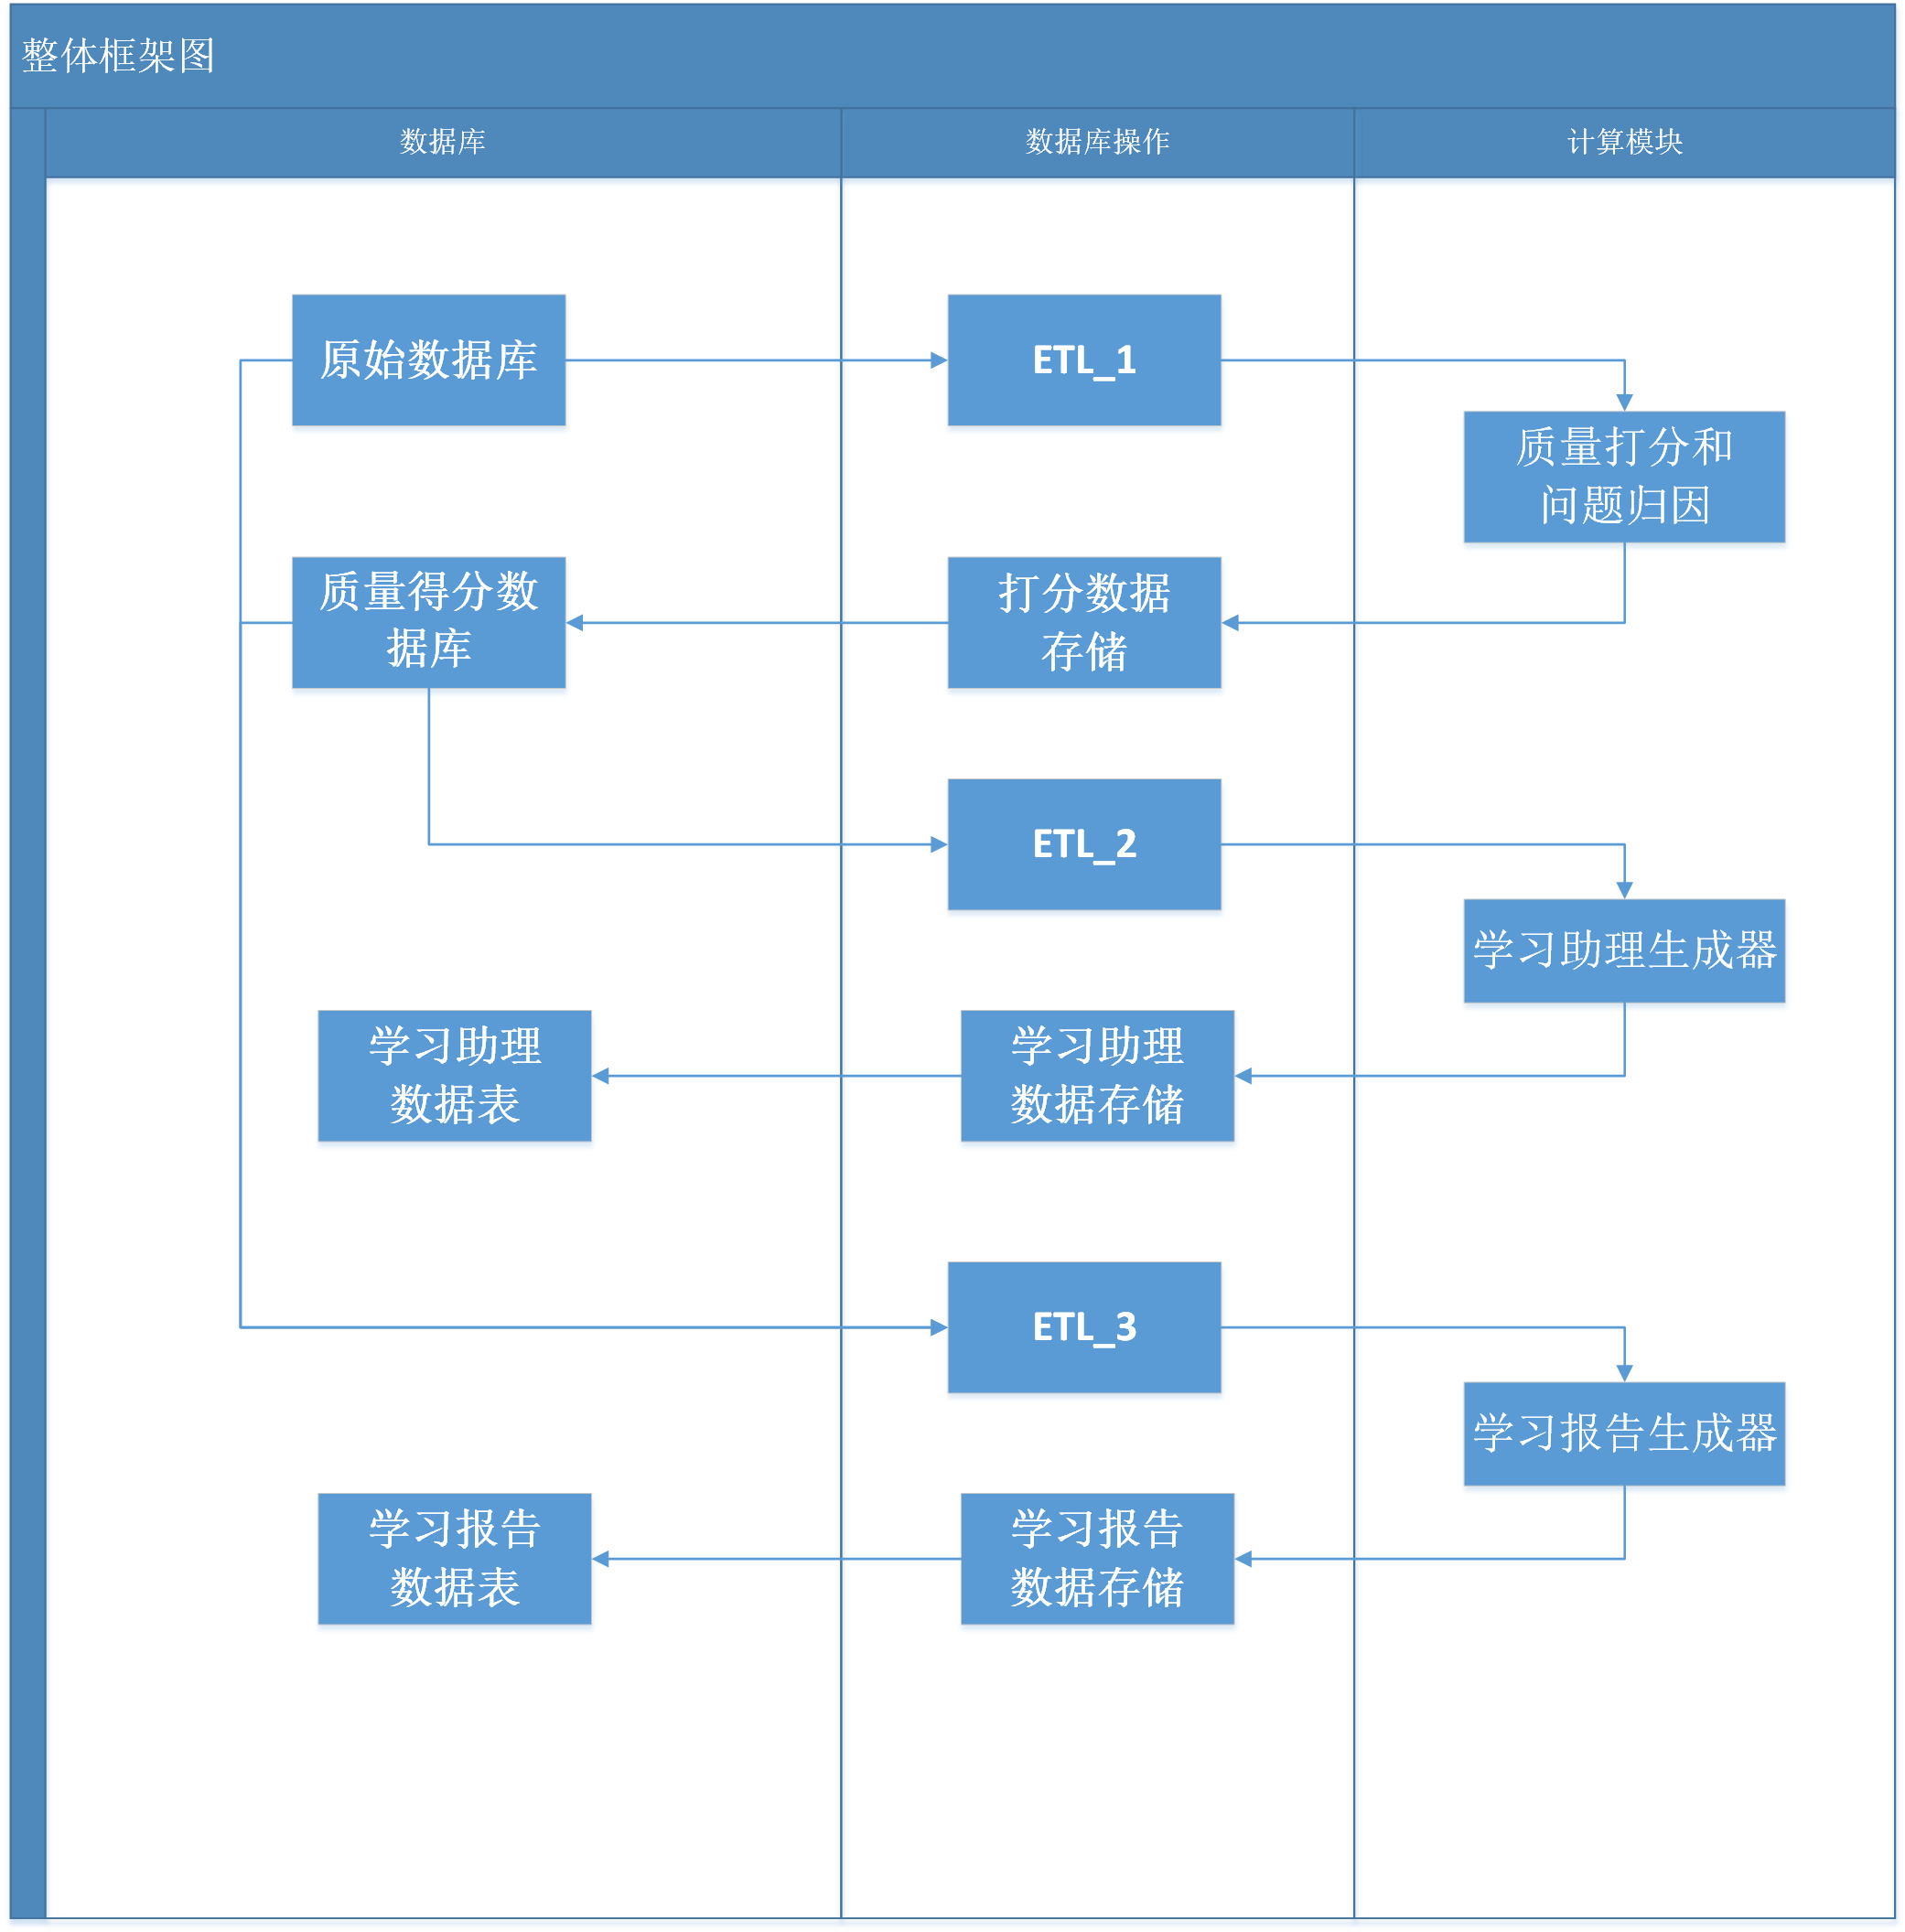 整体框架图
数据库
数据库操作
计算模块
原始数据库
ETL_1
质量打分和
问题归因
质量得分数
据库
打分数据
存储
ETL_2
学习助理生成器
学习助理
数据表
学习助理
数据存储
ETL_3
学习报告生成器
学习报告
数据表
学习报告
数据存储